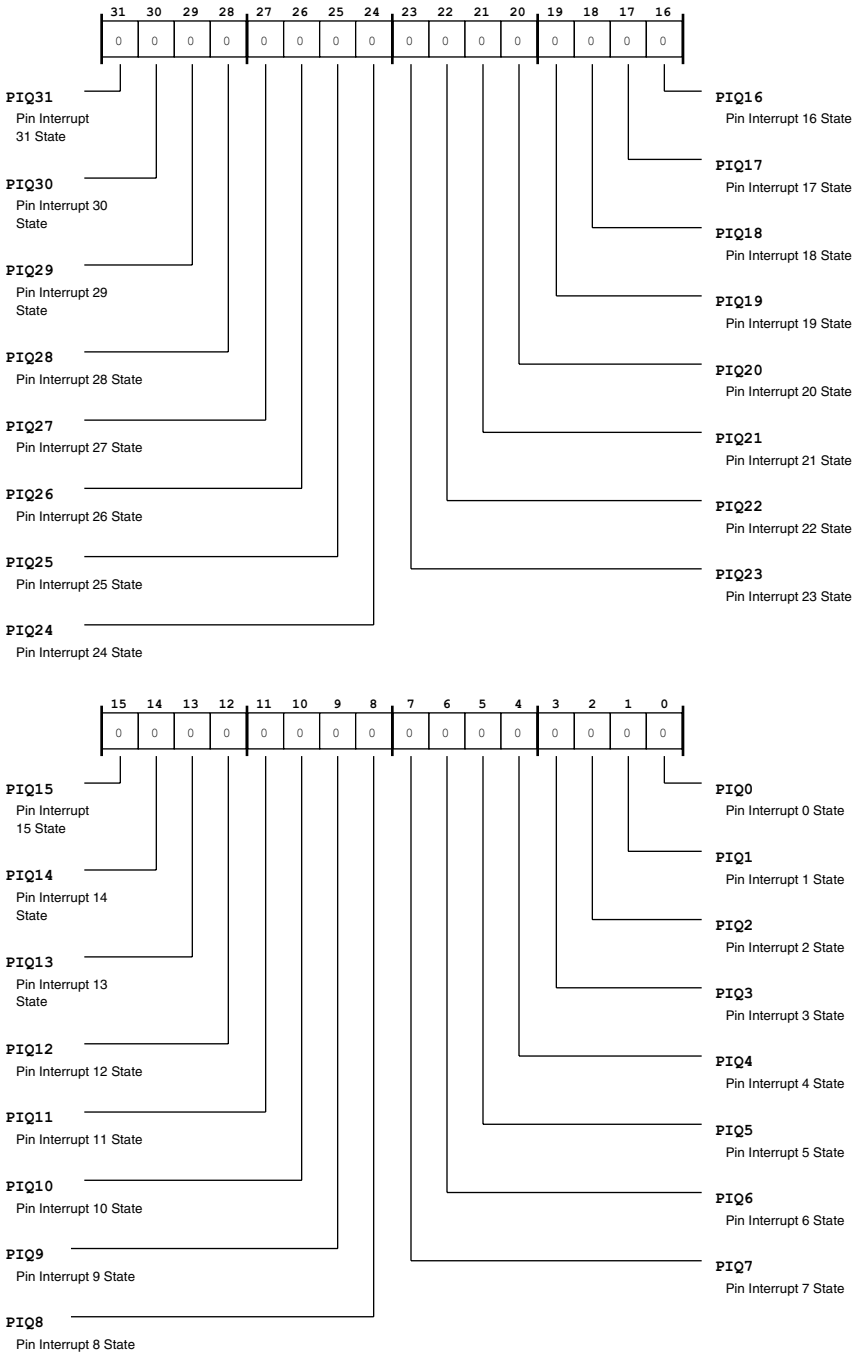 31 30 29 28 27 26 25 24 23 22 21 20 19 18 17 16
0 0 0 0 0 0 0 0 0 0 0 0 0 0 0 0
PIQ31
Pin Interrupt
31 State
PIQ30
Pin Interrupt 30
State
PIQ29
Pin Interrupt 29
State
PIQ28
Pin Interrupt 28 State
PIQ27
Pin Interrupt 27 State
PIQ26
Pin Interrupt 26 State
PIQ25
Pin Interrupt 25 State
PIQ24
Pin Interrupt 24 State
PIQ16
Pin Interrupt 16 State
PIQ17
Pin Interrupt 17 State
PIQ18
Pin Interrupt 18 State
PIQ19
Pin Interrupt 19 State
PIQ20
Pin Interrupt 20 State
PIQ21
Pin Interrupt 21 State
PIQ22
Pin Interrupt 22 State
PIQ23
Pin Interrupt 23 State
15 14 13 12 11 10 9 8 7 6 5 4 3 2 1 0
0 0 0 0 0 0 0 0 0 0 0 0 0 0 0 0
PIQ15
Pin Interrupt
15 State
PIQ14
Pin Interrupt 14
State
PIQ13
Pin Interrupt 13
State
PIQ12
Pin Interrupt 12 State
PIQ11
Pin Interrupt 11 State
PIQ10
Pin Interrupt 10 State
PIQ9
Pin Interrupt 9 State
PIQ8
Pin Interrupt 8 State
PIQ0
Pin Interrupt 0 State
PIQ1
Pin Interrupt 1 State
PIQ2
Pin Interrupt 2 State
PIQ3
Pin Interrupt 3 State
PIQ4
Pin Interrupt 4 State
PIQ5
Pin Interrupt 5 State
PIQ6
Pin Interrupt 6 State
PIQ7
Pin Interrupt 7 State